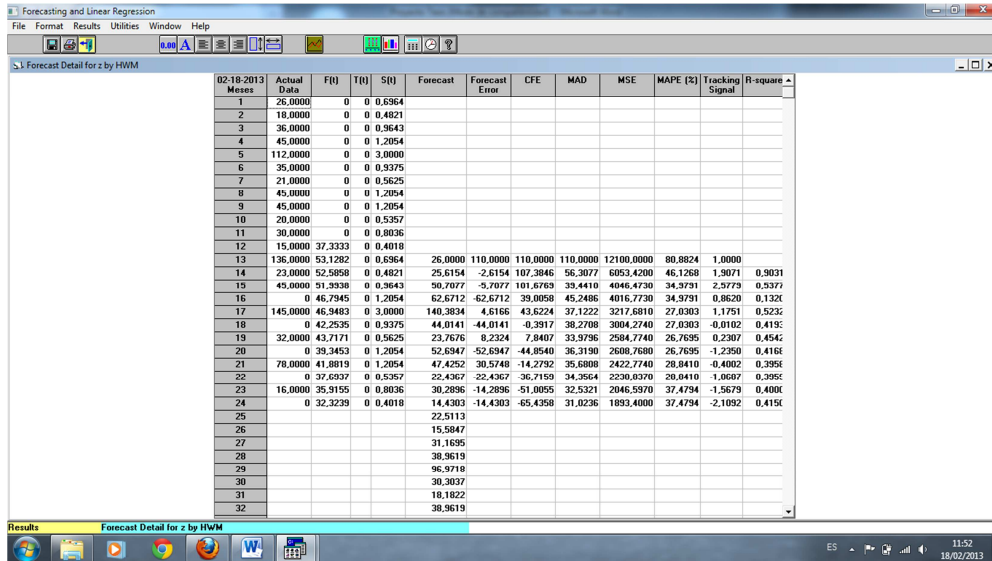 Forecasting and Linear Regression
File Format Results Utilities Window Help
0.00 A
Forecast Detail for z by HWM
02-18-2013 Meses Actual Data F(t) T(t) S(t) Forecast Forecast Error CFE MAD MSE MAPE (%) Tracking Signal R-square
1 26,0000 0 0 0,6964
2 18,0000 0 0 0,4821
3 36,0000 0 0 0,9643
4 45,0000 0 0 1,2054
5 112,0000 0 0 3,0000
6 35,0000 0 0 0,9375
7 21,0000 0 0 0,5625
8 45,0000 0 0 1,2054
9 45,0000 0 0 1,2054
10 20,0000 0 0 0,5357
11 30,0000 0 0 0,8036
12 15,0000 37,3333 0 0,4018
13 136,0000 53,1282 0 0,6964 26,0000 110,0000 110,0000 110,0000 12100,0000 80,8824 1,0000
14 23,0000 52,5858 0 0,4821 25,6154 -2,6154 107,3846 56,3077 6053,4200 46,1268 1,9071 0,9031
15 45,0000 51,9938 0 0,9643 50,7077 -5,7077 101,6769 39,4410 4046,4730 34,9791 2,5779 0,5377
16 0 46,7945 0 1,2054 62,6712 -62,6712 39,0058 45,2486 4016,7730 34,9791 0,8620 0,1320
17 145,0000 46,9483 0 3,0000 140,3834 4,6166 43,6224 37,1222 3217,6810 27,0303 1,1751 0,5232
18 0 42,2535 0 0,9375 44,0141 -44,0141 -0,3917 38,2708 3004,2740 27,0303 -0,0102 0,4193
19 32,0000 43,7171 0 0,5625 23,7676 8,2324 7,8407 33,9796 2584,7740 26,7695 0,2307 0,4542
20 0 39,3453 0 1,2054 52,6947 -52,6947 -44,8540 36,3190 2608,7680 26,7695 -1,2350 0,4168
21 78,0000 41,8819 0 1,2054 47,4252 30,5748 -14,2792 35,6808 2422,7740 28,8410 -0,4002 0,3958
22 0 37,6937 0 0,5357 22,4367 -22,4367 -36,7159 34,3564 2230,0370 28,8410 -1,0687 0,3959
23 16,0000 35,9155 0 0,8036 30,2896 -14,2896 -51,0055 32,5321 2046,5970 37,4794 -1,5679 0,4000
24 0 32,3239 0 0,4018 14,4303 -14,4303 -65,4358 31,0236 1893,4000 37,4794 -2,1092 0,4150
25 22,5113
26 15,5847
27 31,1695
28 38,9619
29 96,9718
30 30,3037
31 18,1822
32 38,9619
Results Forecast Detail for z by HWM
ES 11:52
18/02/2013